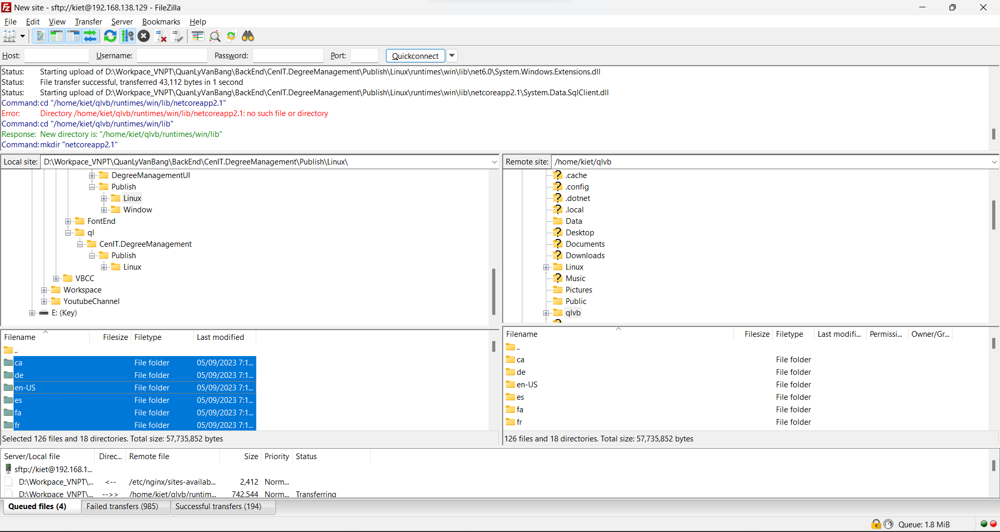 New site - sftp://kiet@192.168.138.129 - FileZilla
File Edit View Transfer Server Bookmarks Help
Host: Username: Password: Port: Quickconnect
Status: Starting upload of D:\Workpace_VNPT\QuanLyVanBang\BackEnd\CenIT.DegreeManagement\Publish\Linux\runtimes\win\lib\net6.0\System.Windows.Extensions.dll
Status: File transfer successful, transferred 43,112 bytes in 1 second
Status: Starting upload of D:\Workpace_VNPT\QuanLyVanBang\BackEnd\CenIT.DegreeManagement\Publish\Linux\runtimes\win\lib\netcoreapp2.1\System.Data.SqlClient.dll
Command: cd "/home/kiet/qlvb/runtimes/win/lib/netcoreapp2.1"
Error: Directory /home/kiet/qlvb/runtimes/win/lib/netcoreapp2.1: no such file or directory
Command: cd "/home/kiet/qlvb/runtimes/win/lib"
Response: New directory is: "/home/kiet/qlvb/runtimes/win/lib"
Command: mkdir "netcoreapp2.1"
Local site: D:\Workpace_VNPT\QuanLyVanBang\BackEnd\CenIT.DegreeManagement\Publish\Linux\
DegreeManagementUI
Publish
Linux
Window
FontEnd
ql
CenIT.DegreeManagement
Publish
Linux
VBCC
Workspace
YoutubeChannel
E: (Key)
Filename Filesize Filetype Last modified
..
ca File folder 05/09/2023 7:1...
de File folder 05/09/2023 7:1...
en-US File folder 05/09/2023 7:1...
es File folder 05/09/2023 7:1...
fa File folder 05/09/2023 7:1...
fr File folder 05/09/2023 7:1...
Selected 126 files and 18 directories. Total size: 57,735,852 bytes
Remote site: /home/kiet/qlvb
.cache
.config
.dotnet
.local
Data
Desktop
Documents
Downloads
Linux
Music
Pictures
Public
qlvb
Filename Filesize Filetype Last modifi... Permissi... Owner/Gr...
..
ca File folder
de File folder
en-US File folder
es File folder
fa File folder
fr File folder
126 files and 18 directories. Total size: 57,735,852 bytes
Server/Local file Direc... Remote file Size Priority Status
sftp://kiet@192.168.1...
D:\Workpace_VNPT\... <-- /etc/nginx/sites-availab... 2,412 Norm...
D:\Workpace_VNPT\... -->> /home/kiet/qlvb/runtim... 742,544 Norm... Transferring
Queued files (4) Failed transfers (985) Successful transfers (194)
Queue: 1.8 MiB